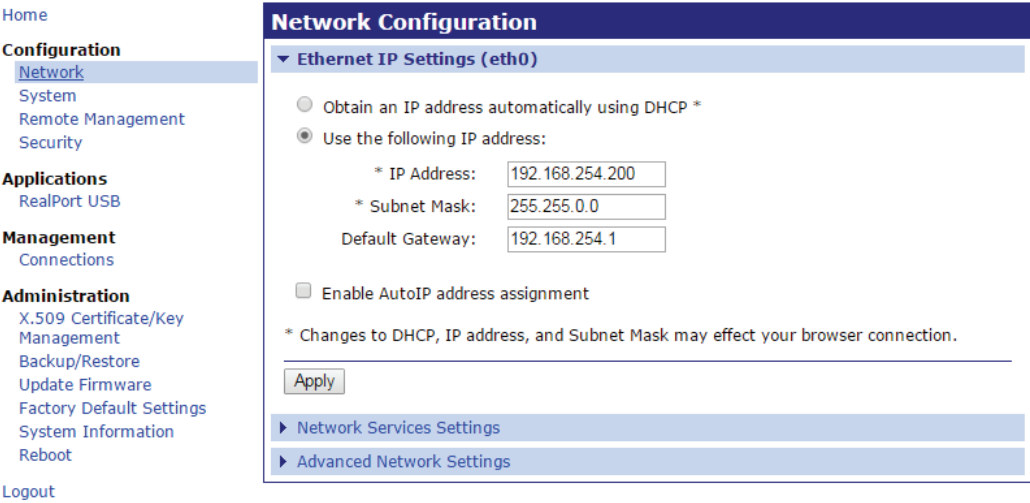 Home
Configuration
Network
System
Remote Management
Security
Applications
RealPort USB
Management
Connections
Administration
X.509 Certificate/Key
Management
Backup/Restore
Update Firmware
Factory Default Settings
System Information
Reboot
Logout
Network Configuration
Ethernet IP Settings (eth0)
Obtain an IP address automatically using DHCP *
Use the following IP address:
* IP Address: 192.168.254.200
* Subnet Mask: 255.255.0.0
Default Gateway: 192.168.254.1
Enable AutoIP address assignment
* Changes to DHCP, IP address, and Subnet Mask may effect your browser connection.
Apply
Network Services Settings
Advanced Network Settings